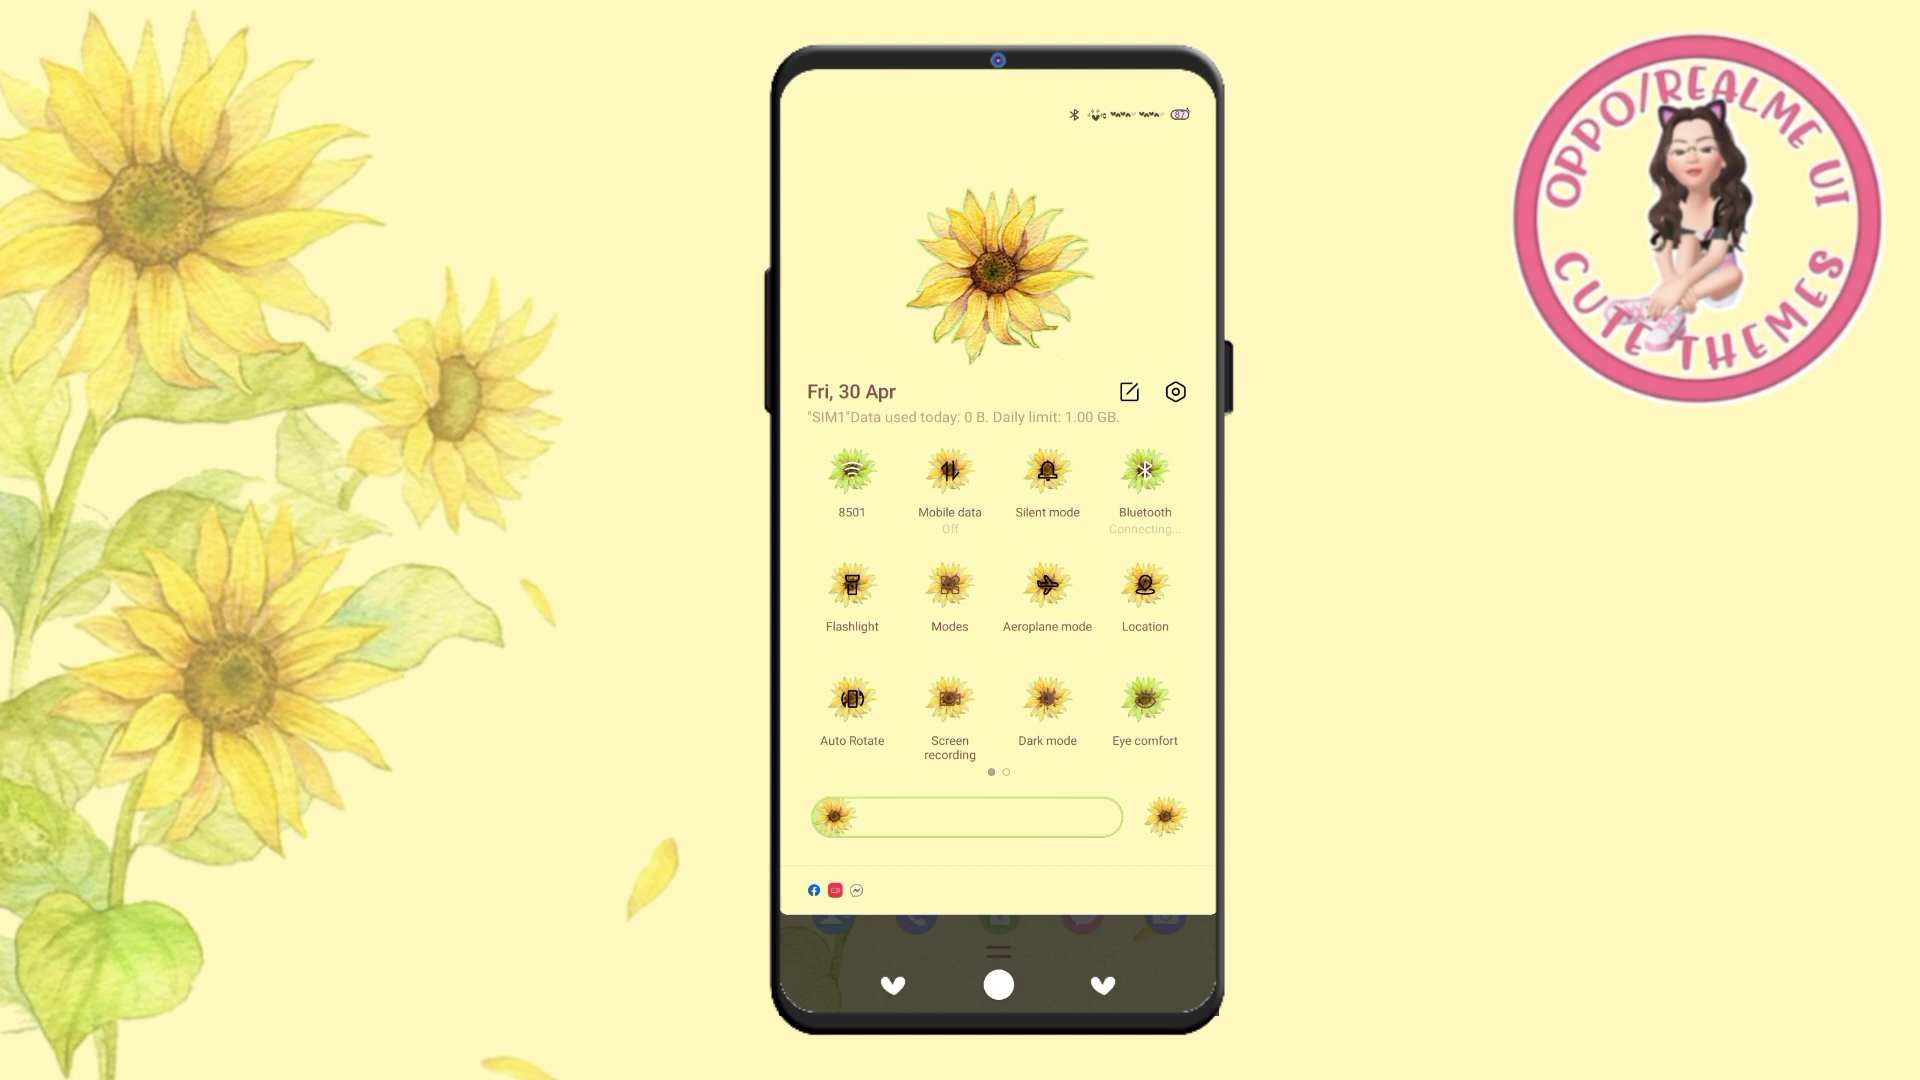 OPPO/REALME UI
CUTE THEMES
87
Fri, 30 Apr
"SIM1"Data used today: 0 B. Daily limit: 1.00 GB.
8501
Mobile data
Silent mode
Bluetooth
Off
Connecting...
Flashlight
Modes
Aeroplane mode
Location
Auto Rotate
Screen
recording
Dark mode
Eye comfort